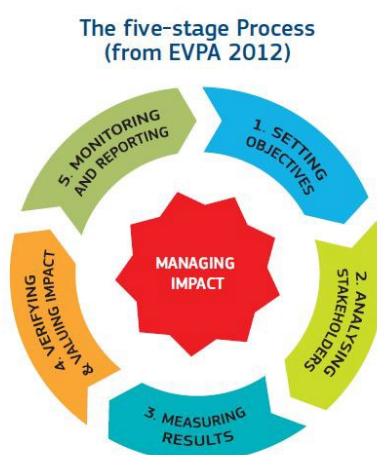 The five-stage Process
(from EVPA 2012)
1. SETTING
OBJECTIVES
2. ANALYSING
STAKEHOLDERS
3. MEASURING
RESULTS
4. VERIFYING
& VALUING IMPACT
5. MONITORING
AND REPORTING
MANAGING
IMPACT